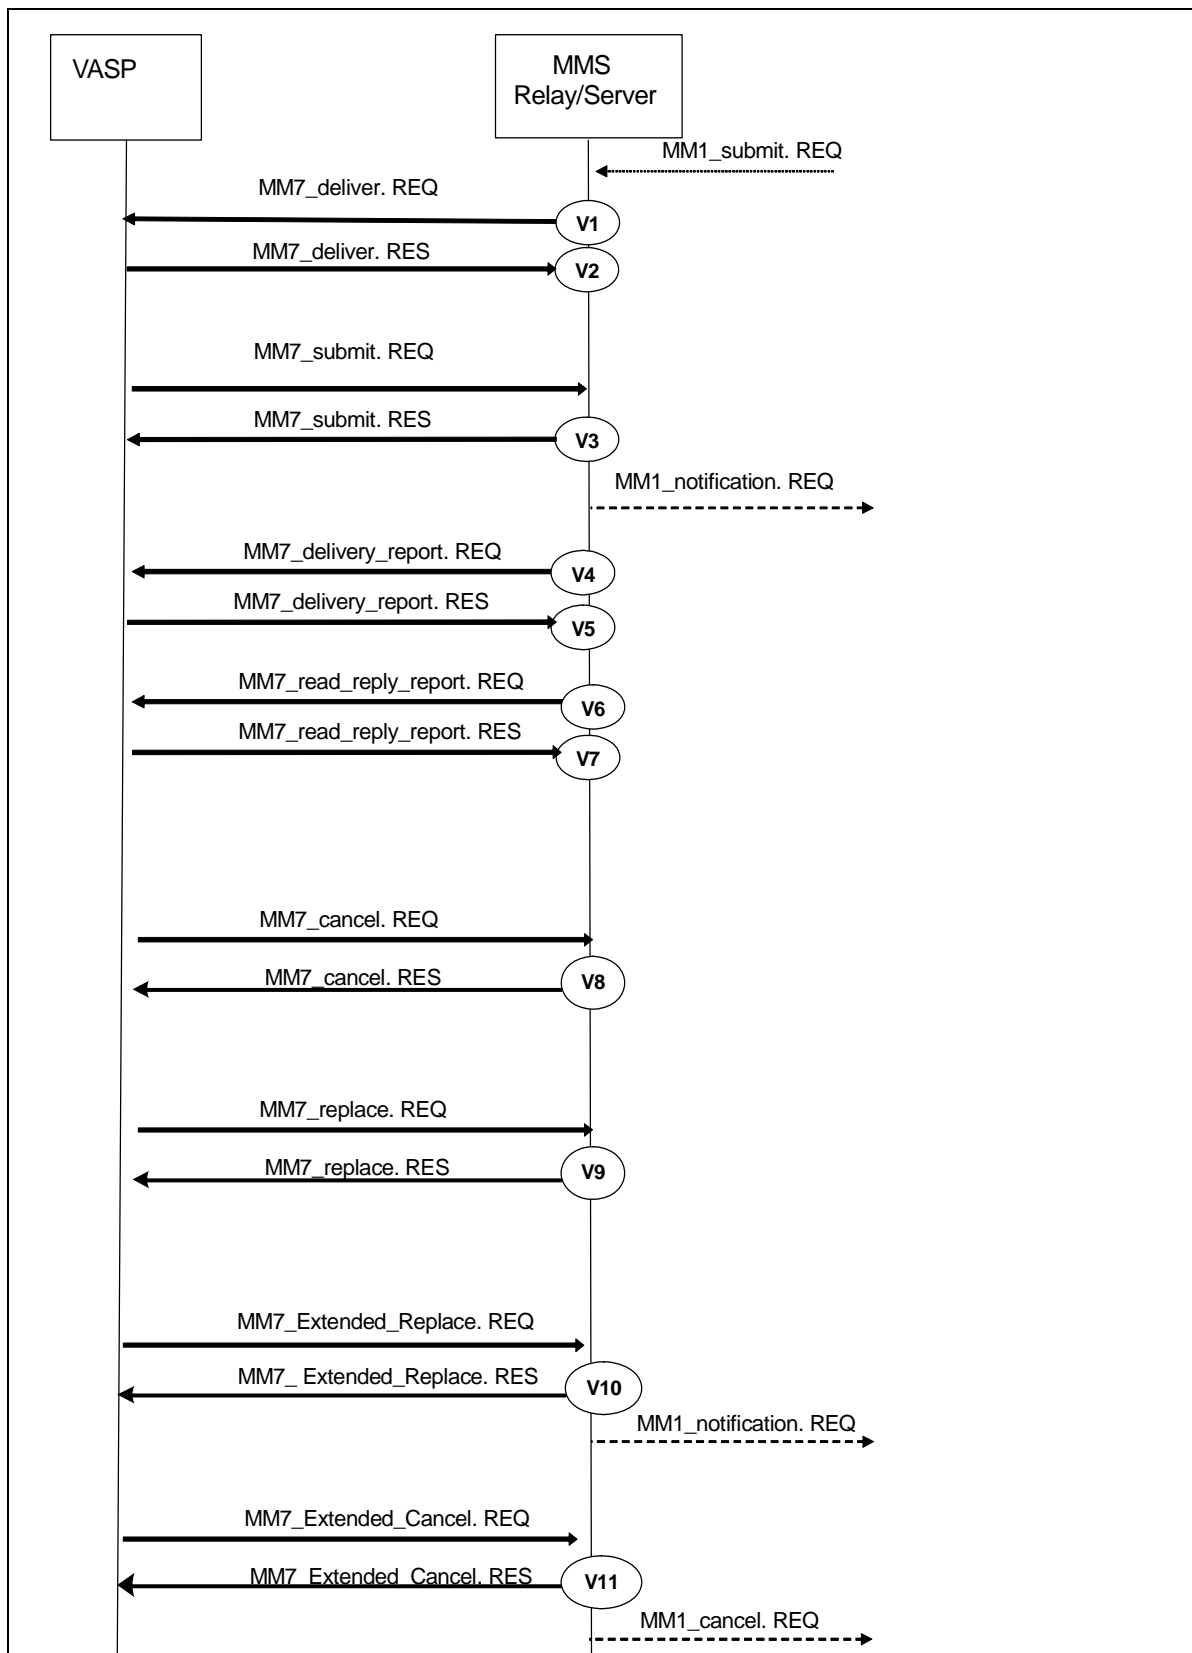 VASP
MMS
Relay/Server
MM1_submit. REQ
MM7_deliver. REQ
V1
MM7_deliver. RES
V2
MM7_submit. REQ
MM7_submit. RES
V3
MM1_notification. REQ
MM7_delivery_report. REQ
V4
MM7_delivery_report. RES
V5
MM7_read_reply_report. REQ
V6
MM7_read_reply_report. RES
V7
MM7_cancel. REQ
MM7_cancel. RES
V8
MM7_replace. REQ
MM7_replace. RES
V9
MM7_Extended_Replace. REQ
MM7_ Extended_Replace. RES
V10
MM1_notification. REQ
MM7_Extended_Cancel. REQ
MM7_Extended_Cancel. RES
V11
MM1_cancel. REQ